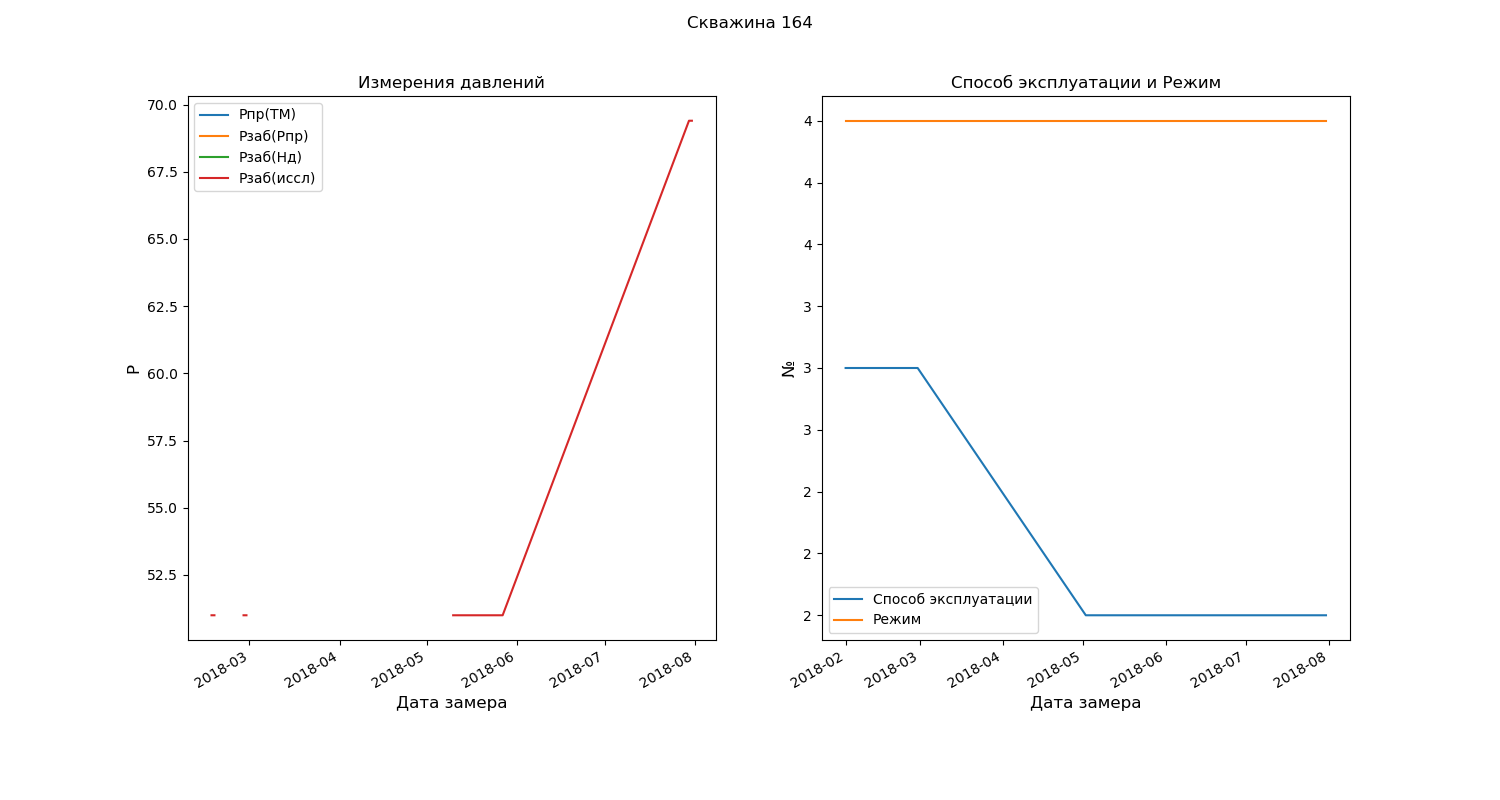 Скважина 164
Измерения давлений
70.0
67.5
65.0
62.5
60.0
57.5
55.0
52.5
P
Рпр(ТМ)
Рзаб(Рпр)
Рзаб(Нд)
Рзаб(иссл)
2018-03
2018-04
2018-05
2018-06
2018-07
2018-08
Дата замера
Способ эксплуатации и Режим
4
4
4
3
3
3
2
2
2
№
Способ эксплуатации
Режим
2018-02
2018-03
2018-04
2018-05
2018-06
2018-07
2018-08
Дата замера